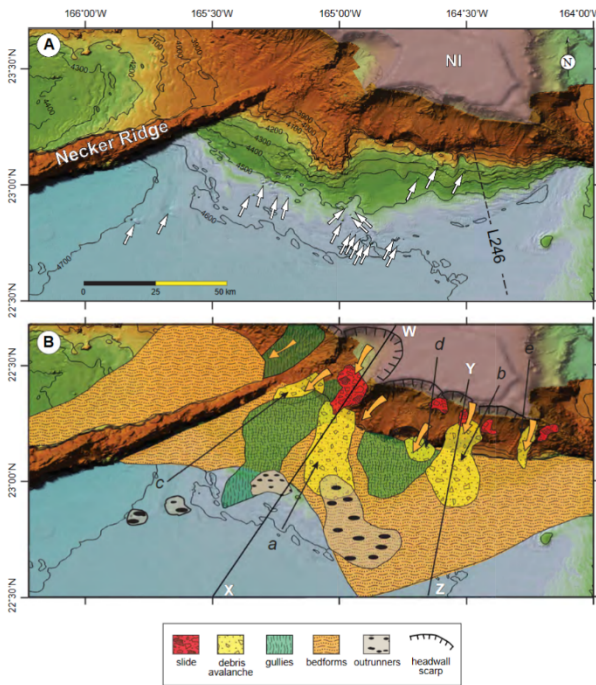 166°00'
165°30'
165°00'
164°30'
164°00'
23°30'N
23°00'N
22°30'N
A
NI
N
Necker Ridge
L246
4300
4400
4200
4300
4400
4500
4600
4700
0
25
50 km
B
22°30'N
23°00'N
22°30'N
W
d
Y
b
e
c
a
X
Z
slide
debris
avalanche
gullies
bedforms
outrunners
headwall
scarp